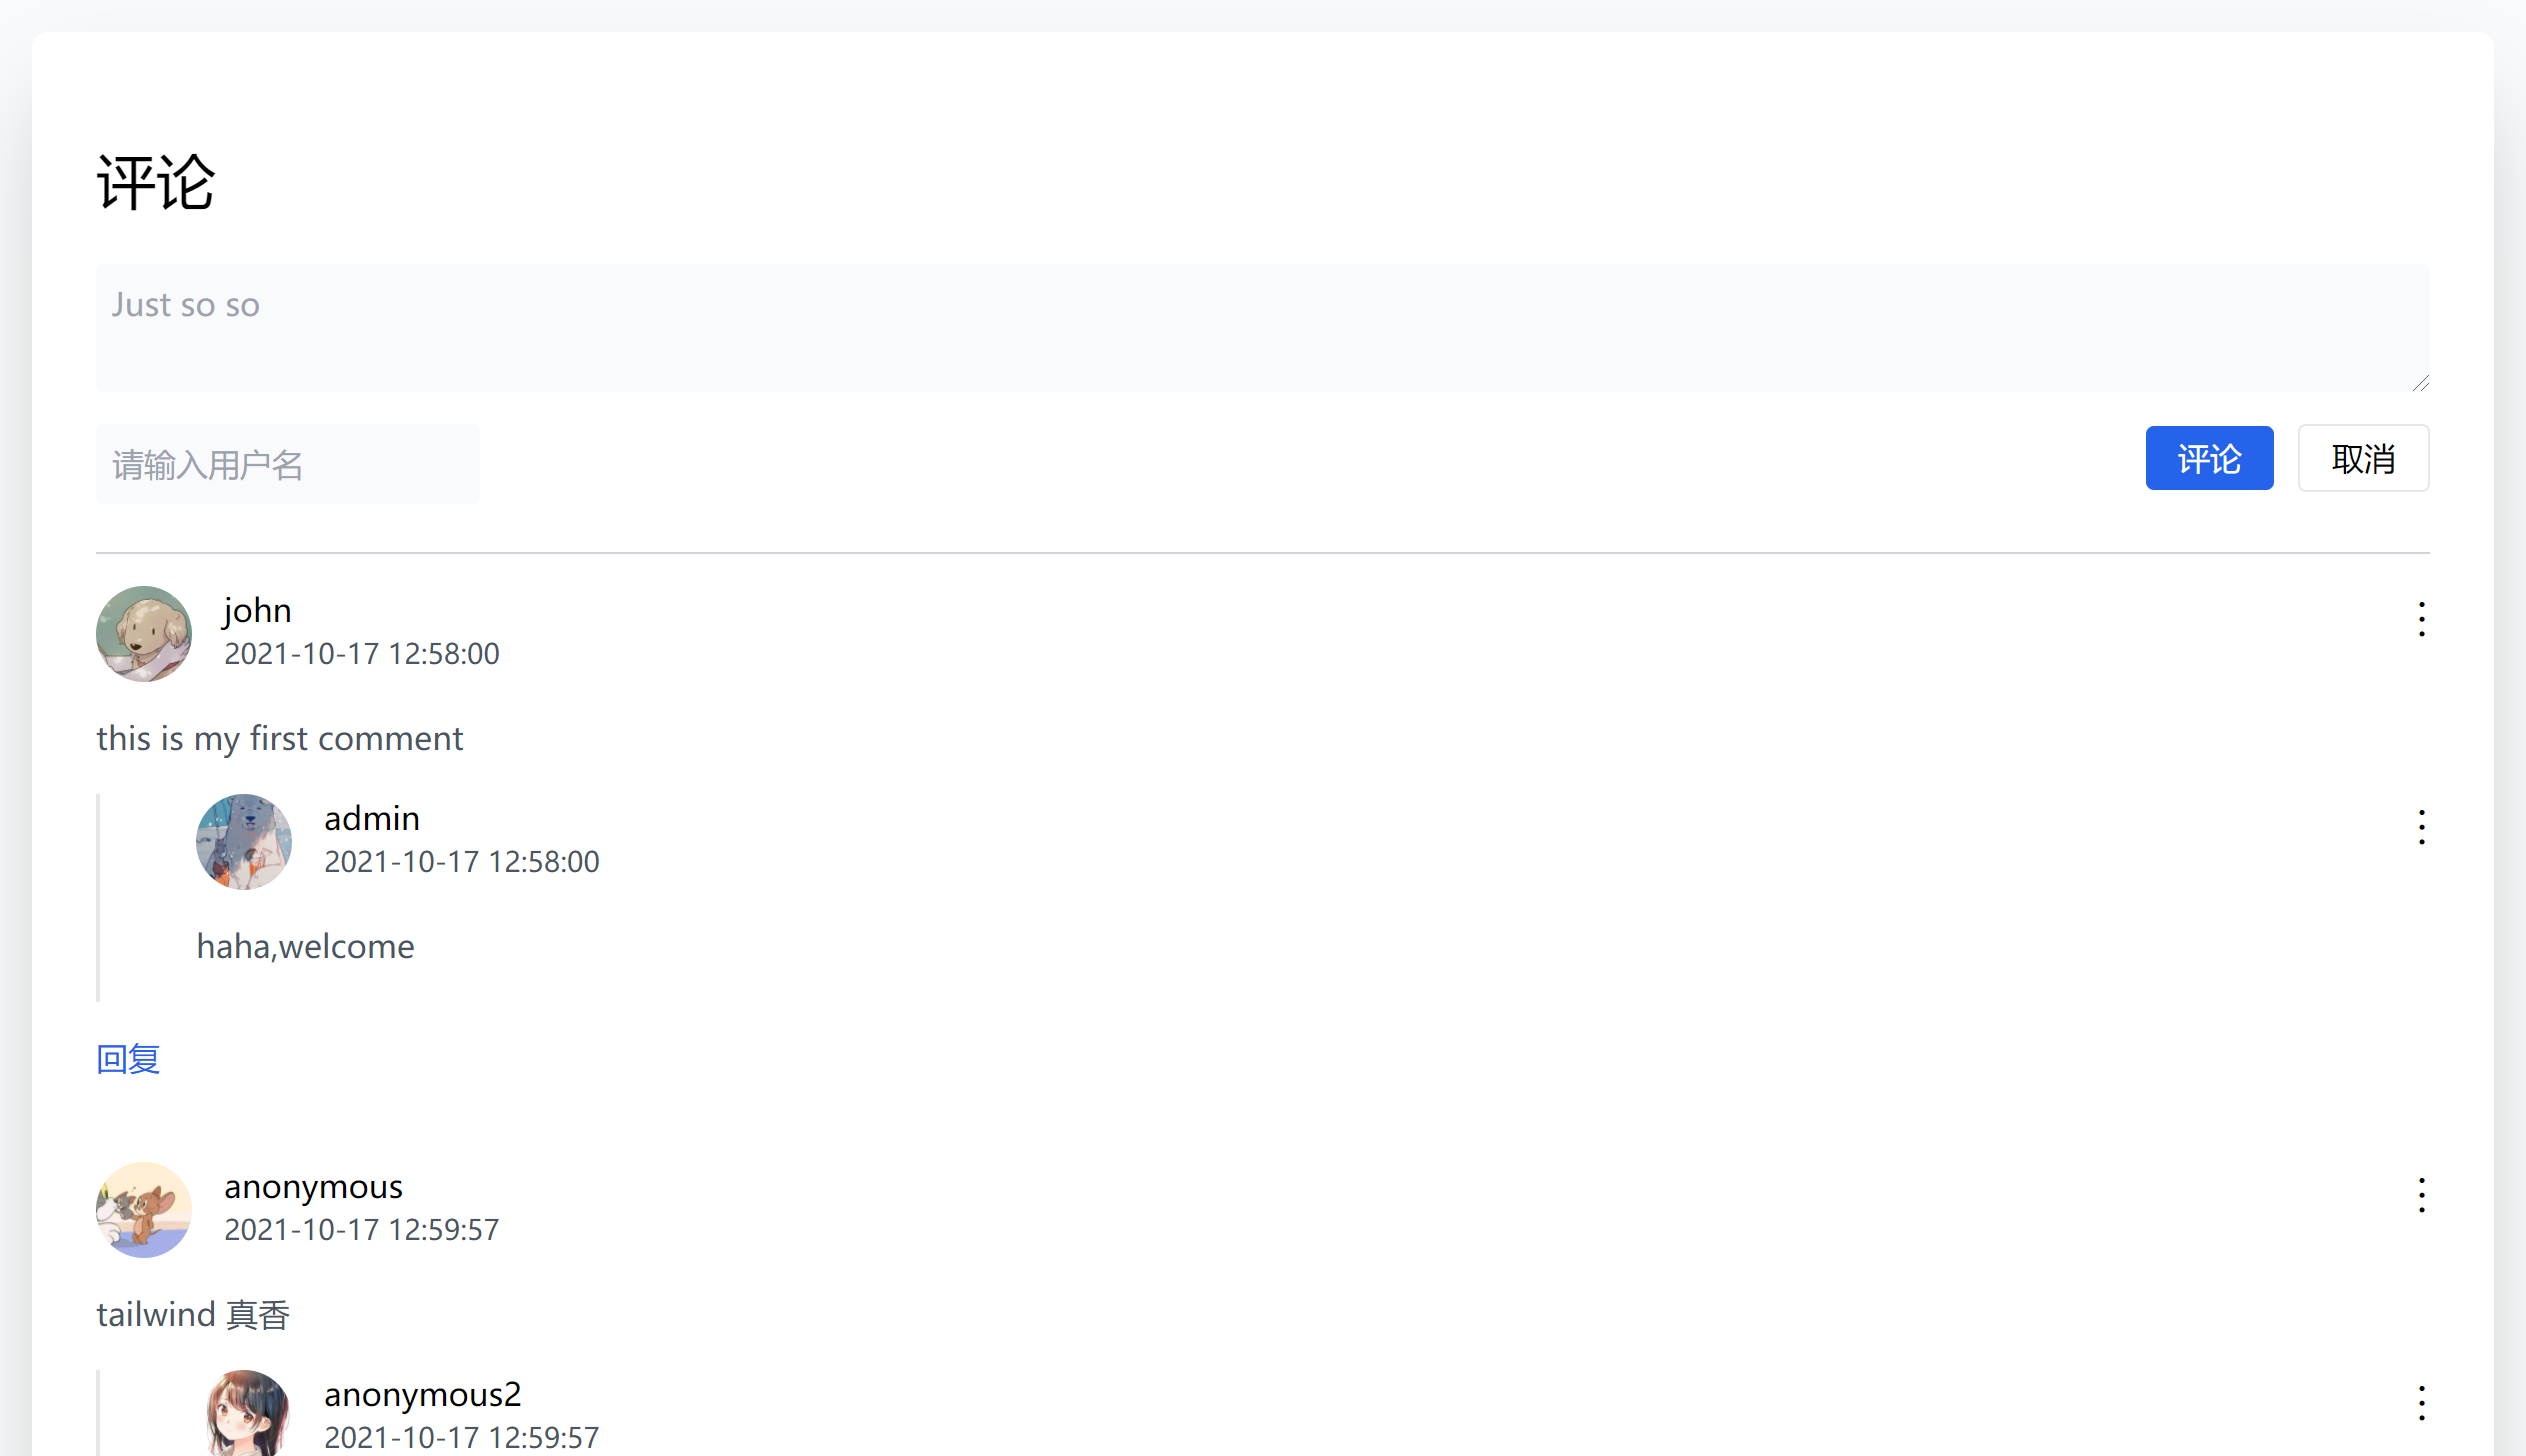 评论
Just so so
请输入用户名
评论
取消
john
2021-10-17 12:58:00
this is my first comment
admin
2021-10-17 12:58:00
haha,welcome
回复
anonymous
2021-10-17 12:59:57
tailwind 真香
anonymous2
2021-10-17 12:59:57